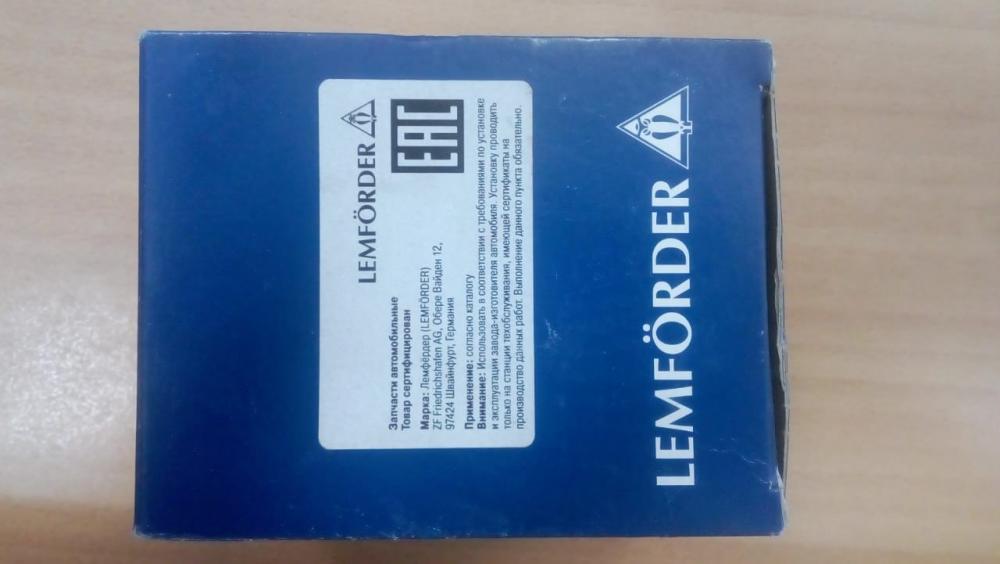 LEMFÖRDER
EAC
Запчасти автомобильные
Товар сертифицирован
Марка: Лемфёрдер (LEMFÖRDER)
ZF Friedrichshafen AG, Обере Вайден 12,
97424 Швайнфурт, Германия
Применение: согласно каталогу
Внимание: Использовать в соответствии с требованиями по установке
и эксплуатации завода-изготовителя автомобиля. Установку проводить
только на станции техобслуживания, имеющей сертификаты на
производство данных работ. Выполнение данного пункта обязательно.
LEMFÖRDER